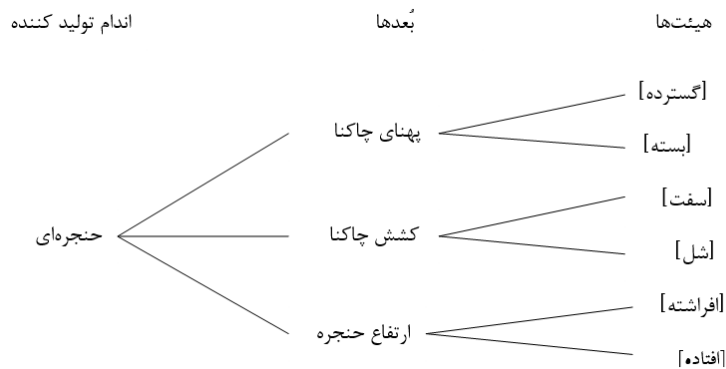 هیئت‌ها بُعدها اندام تولید کننده
[گسترده]
پهنای چاکنا
[بسته]
[سفت]
کشش چاکنا
حنجره‌ای
[شل]
[افراشته]
ارتفاع حنجره
[افتاده]